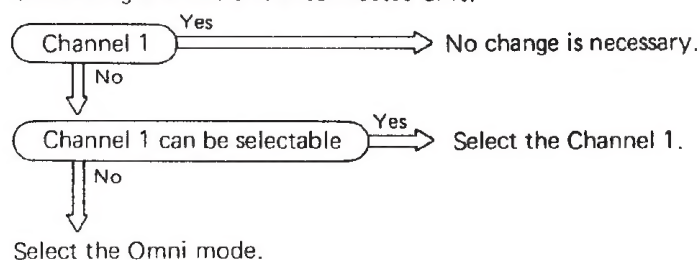 Yes
Channel 1 No change is necessary.
No
Yes
Channel 1 can be selectable Select the Channel 1.
No
Select the Omni mode.